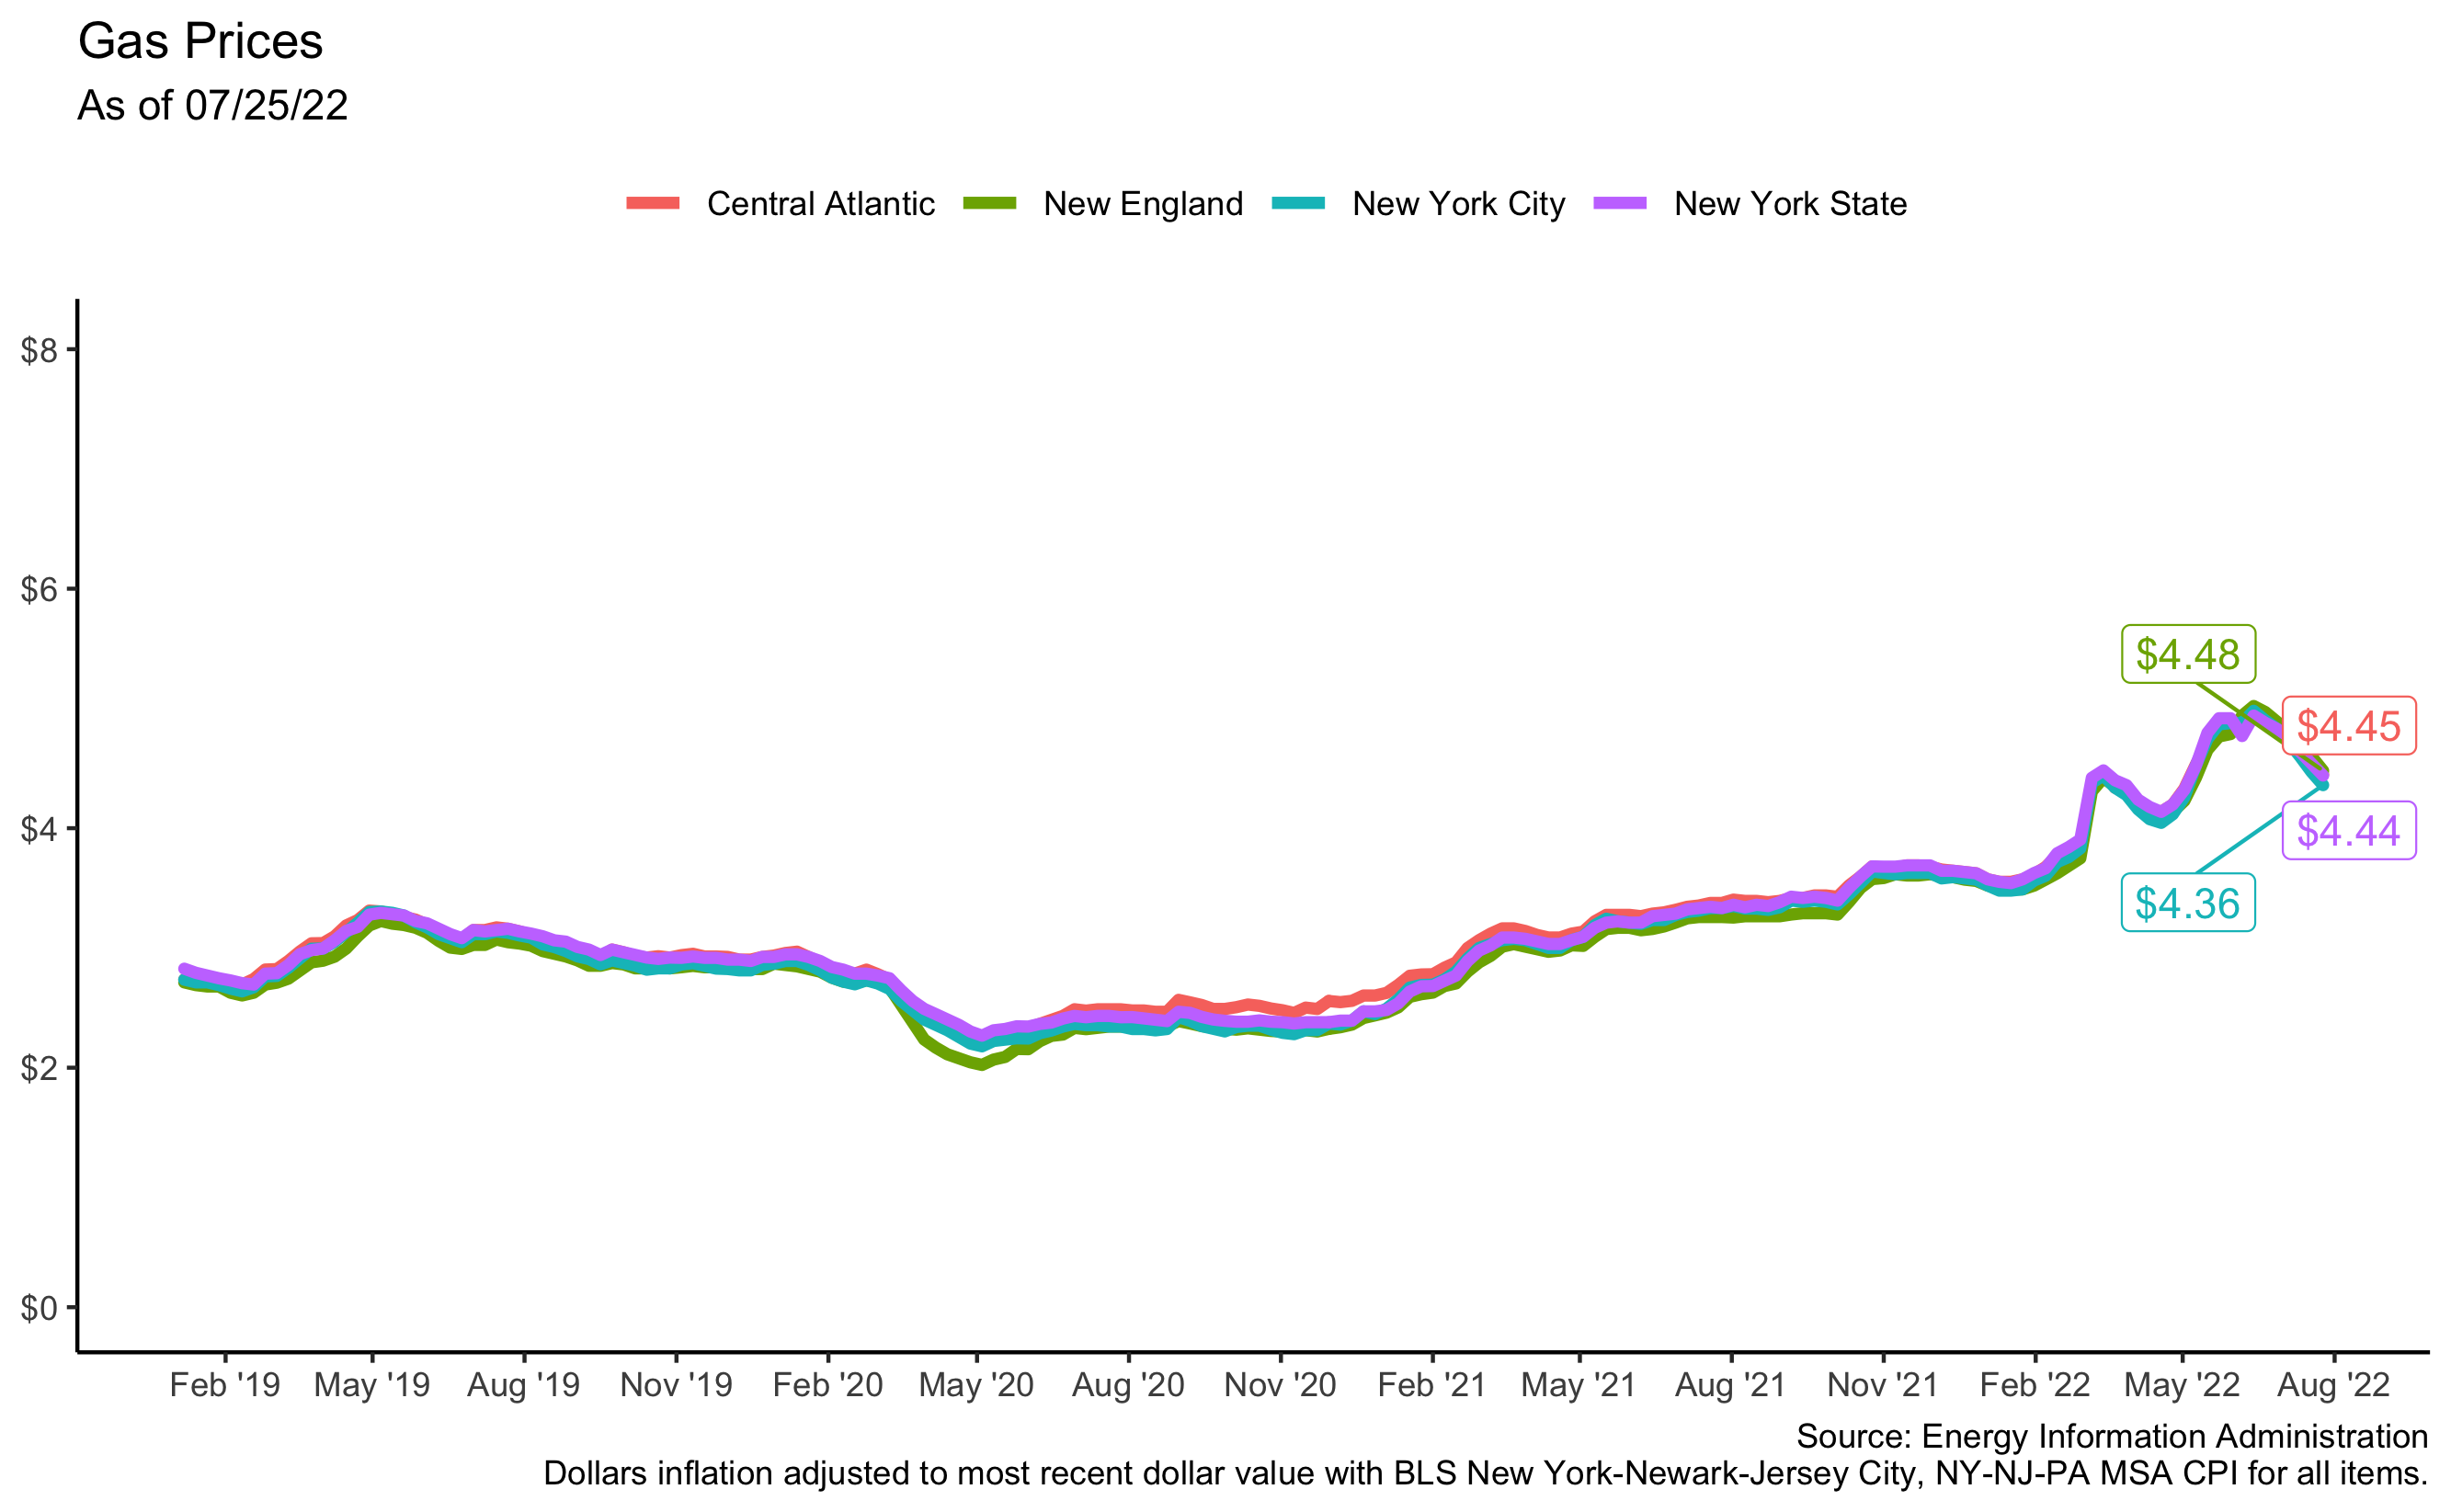 Gas Prices
As of 07/25/22
Central Atlantic New England New York City New York State
$8
$6
$4
$2
$0
$4.48
$4.45
$4.44
$4.36
Feb '19 May '19 Aug '19 Nov '19 Feb '20 May '20 Aug '20 Nov '20 Feb '21 May '21 Aug '21 Nov '21 Feb '22 May '22 Aug '22
Source: Energy Information Administration
Dollars inflation adjusted to most recent dollar value with BLS New York-Newark-Jersey City, NY-NJ-PA MSA CPI for all items.